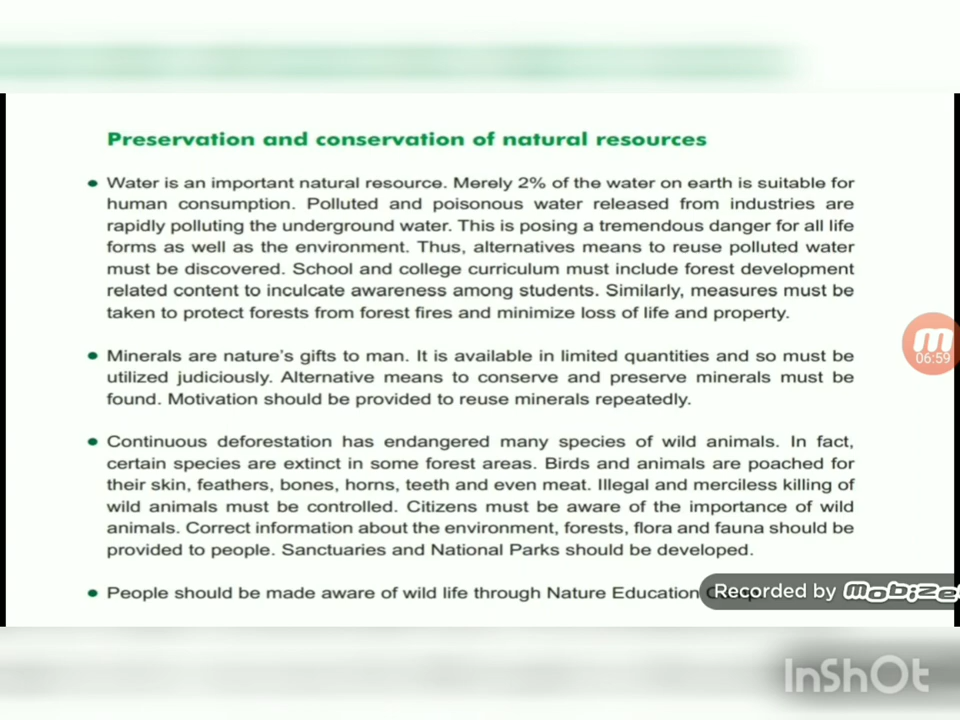 Preservation and conservation of natural resources
• Water is an important natural resource. Merely 2% of the water on earth is suitable for
human consumption. Polluted and poisonous water released from industries are
rapidly polluting the underground water. This is posing a tremendous danger for all life
forms as well as the environment. Thus, alternatives means to reuse polluted water
must be discovered. School and college curriculum must include forest development
related content to inculcate awareness among students. Similarly, measures must be
taken to protect forests from forest fires and minimize loss of life and property.
• Minerals are nature's gifts to man. It is available in limited quantities and so must be
utilized judiciously. Alternative means to conserve and preserve minerals must be
found. Motivation should be provided to reuse minerals repeatedly.
• Continuous deforestation has endangered many species of wild animals. In fact,
certain species are extinct in some forest areas. Birds and animals are poached for
their skin, feathers, bones, horns, teeth and even meat. Illegal and merciless killing of
wild animals must be controlled. Citizens must be aware of the importance of wild
animals. Correct information about the environment, forests, flora and fauna should be
provided to people. Sanctuaries and National Parks should be developed.
• People should be made aware of wild life through Nature Education
06:59
Recorded by
InShOt